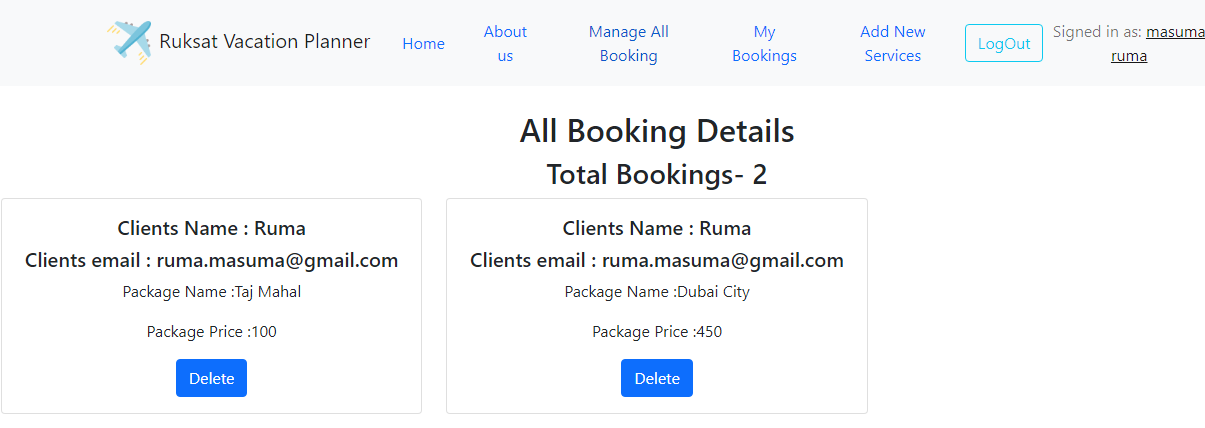 Ruksat Vacation Planner
Home
About
us
Manage All
Booking
My
Bookings
Add New
Services
LogOut
Signed in as: masuma
ruma
All Booking Details
Total Bookings- 2
Clients Name : Ruma
Clients email : ruma.masuma@gmail.com
Package Name :Taj Mahal
Package Price :100
Delete
Clients Name : Ruma
Clients email : ruma.masuma@gmail.com
Package Name :Dubai City
Package Price :450
Delete